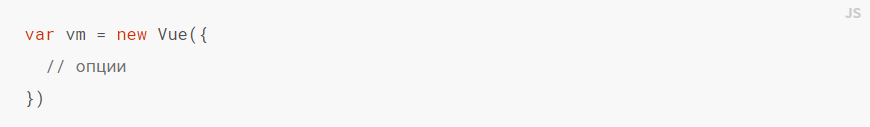 JS
var vm = new Vue({
  // опции
})